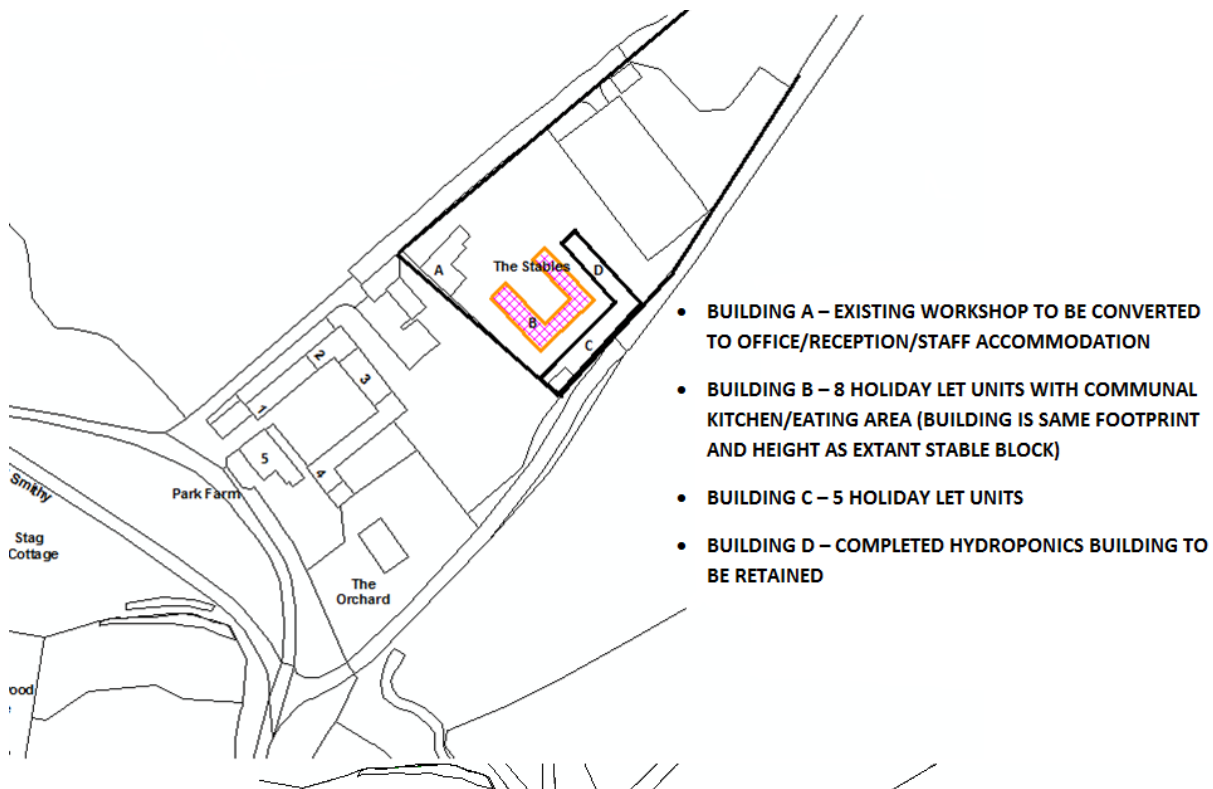 A
The Stables
D
B
C
2
3
1
5
4
Park Farm
Smithy
Stag
Cottage
The
Orchard
ood
• BUILDING A – EXISTING WORKSHOP TO BE CONVERTED
TO OFFICE/RECEPTION/STAFF ACCOMMODATION
• BUILDING B – 8 HOLIDAY LET UNITS WITH COMMUNAL
KITCHEN/EATING AREA (BUILDING IS SAME FOOTPRINT
AND HEIGHT AS EXTANT STABLE BLOCK)
• BUILDING C – 5 HOLIDAY LET UNITS
• BUILDING D – COMPLETED HYDROPONICS BUILDING TO
BE RETAINED